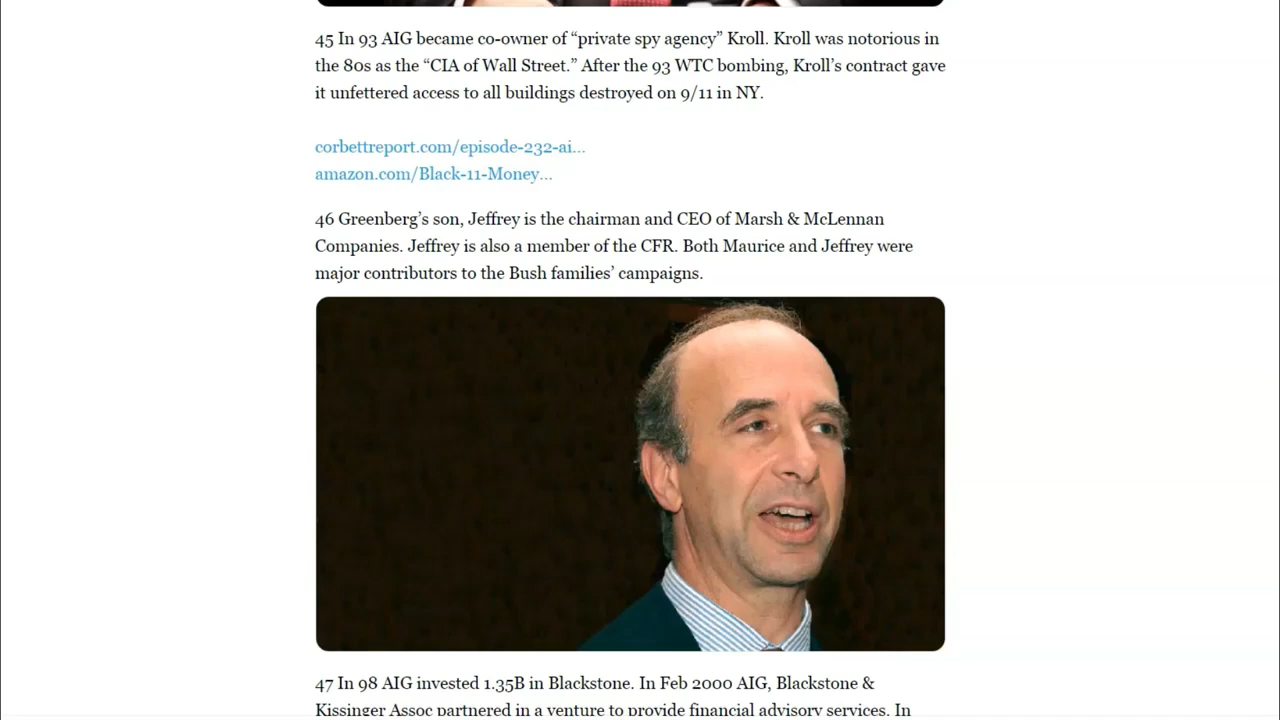 45 In 93 AIG became co-owner of “private spy agency” Kroll. Kroll was notorious in
the 80s as the “CIA of Wall Street.” After the 93 WTC bombing, Kroll’s contract gave
it unfettered access to all buildings destroyed on 9/11 in NY.
corbettreport.com/episode-232-ai...
amazon.com/Black-11-Money...
46 Greenberg’s son, Jeffrey is the chairman and CEO of Marsh & McLennan
Companies. Jeffrey is also a member of the CFR. Both Maurice and Jeffrey were
major contributors to the Bush families’ campaigns.
47 In 98 AIG invested 1.35B in Blackstone. In Feb 2000 AIG, Blackstone &
Kissinger Assoc partnered in a venture to provide financial advisory services. In